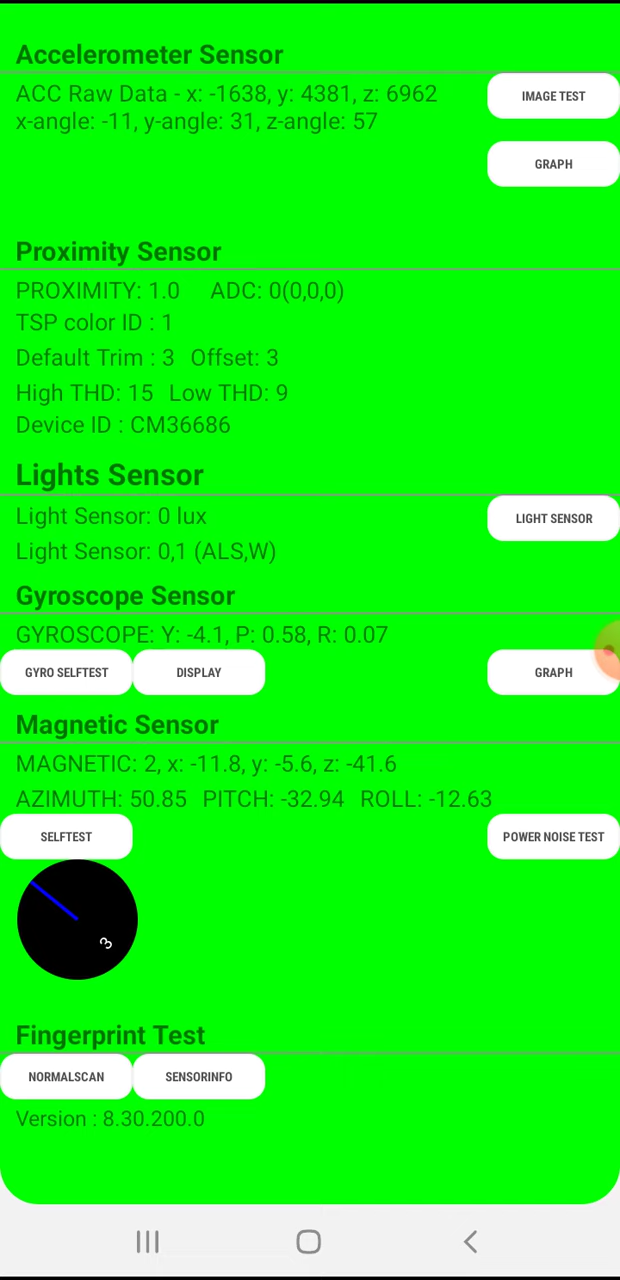 Accelerometer Sensor
ACC Raw Data - x: -1638, y: 4381, z: 6962
x-angle: -11, y-angle: 31, z-angle: 57
IMAGE TEST
GRAPH
Proximity Sensor
PROXIMITY: 1.0 ADC: 0(0,0,0)
TSP color ID : 1
Default Trim : 3 Offset: 3
High THD: 15 Low THD: 9
Device ID : CM36686
Lights Sensor
Light Sensor: 0 lux
LIGHT SENSOR
Light Sensor: 0,1 (ALS,W)
Gyroscope Sensor
GYROSCOPE: Y: -4.1, P: 0.58, R: 0.07
GYRO SELFTEST DISPLAY GRAPH
Magnetic Sensor
MAGNETIC: 2, x: -11.8, y: -5.6, z: -41.6
AZIMUTH: 50.85 PITCH: -32.94 ROLL: -12.63
SELFTEST POWER NOISE TEST
3
Fingerprint Test
NORMALSCAN SENSORINFO
Version : 8.30.200.0